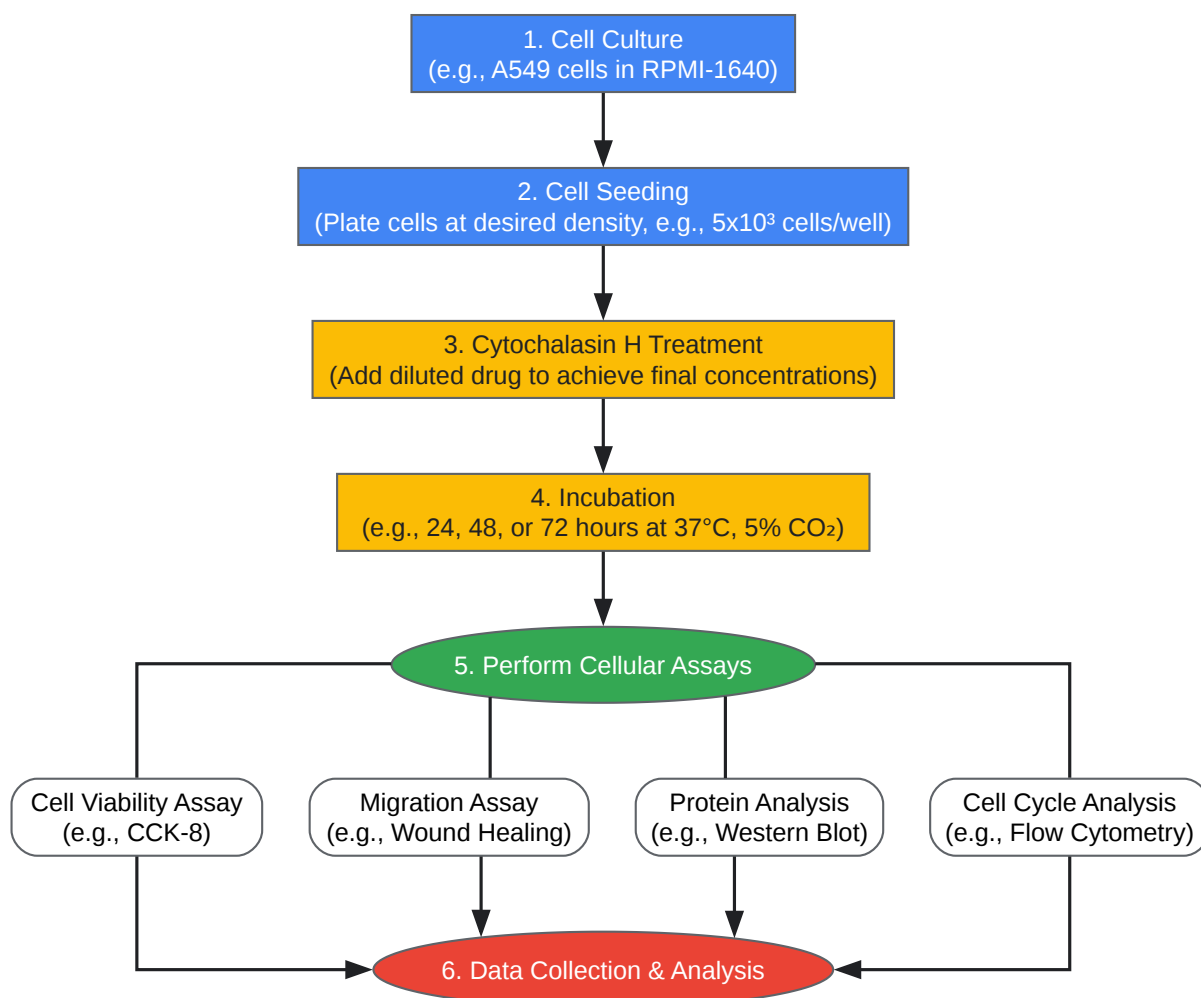 1. Cell Culture
(e.g., A549 cells in RPMI-1640)
2. Cell Seeding
(Plate cells at desired density, e.g., 5x10³ cells/well)
3. Cytochalasin H Treatment
(Add diluted drug to achieve final concentrations)
4. Incubation
(e.g., 24, 48, or 72 hours at 37°C, 5% CO₂)
5. Perform Cellular Assays
Cell Viability Assay
(e.g., CCK-8)
Migration Assay
(e.g., Wound Healing)
Protein Analysis
(e.g., Western Blot)
Cell Cycle Analysis
(e.g., Flow Cytometry)
6. Data Collection & Analysis